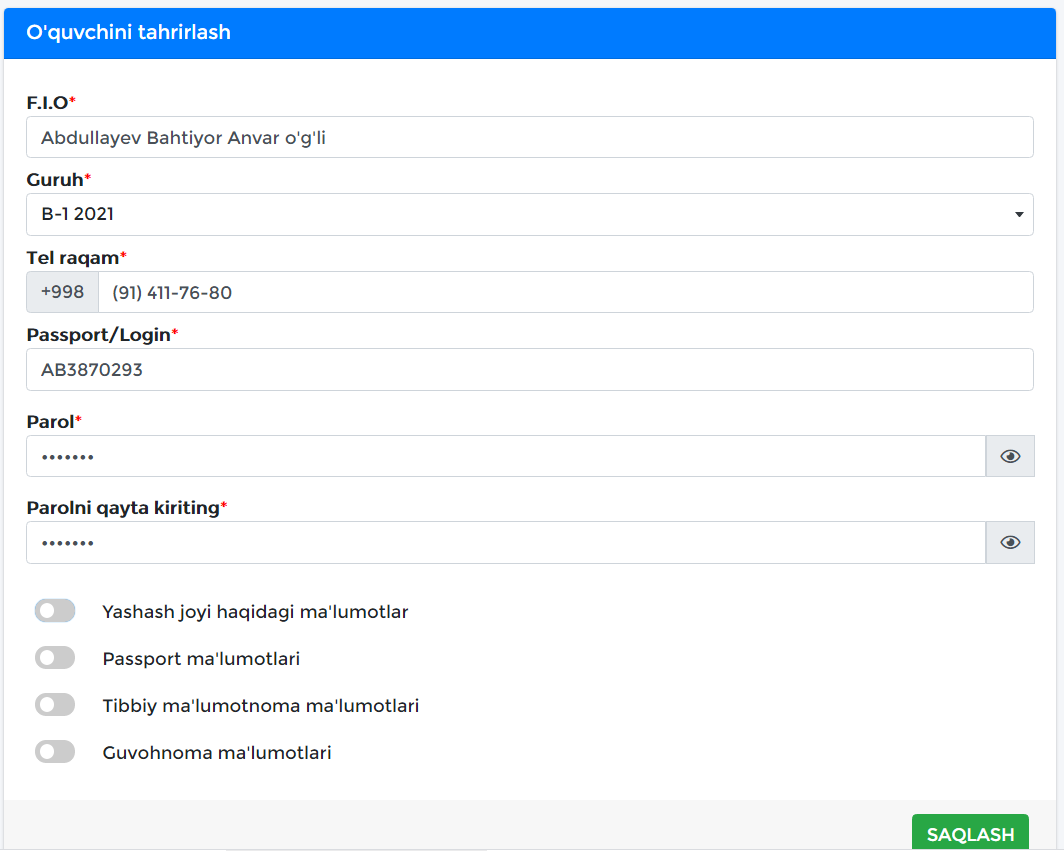 O'quvchini tahrirlash
F.I.O*
Abdullayev Bahtiyor Anvar o'g'li
Guruh*
B-1 2021
Tel raqam*
+998 (91) 411-76-80
Passport/Login*
AB3870293
Parol*
•••••••
Parolni qayta kiriting*
•••••••
Yashash joyi haqidagi ma'lumotlar
Passport ma'lumotlari
Tibbiy ma'lumotnoma ma'lumotlari
Guvohnoma ma'lumotlari
SAQLASH